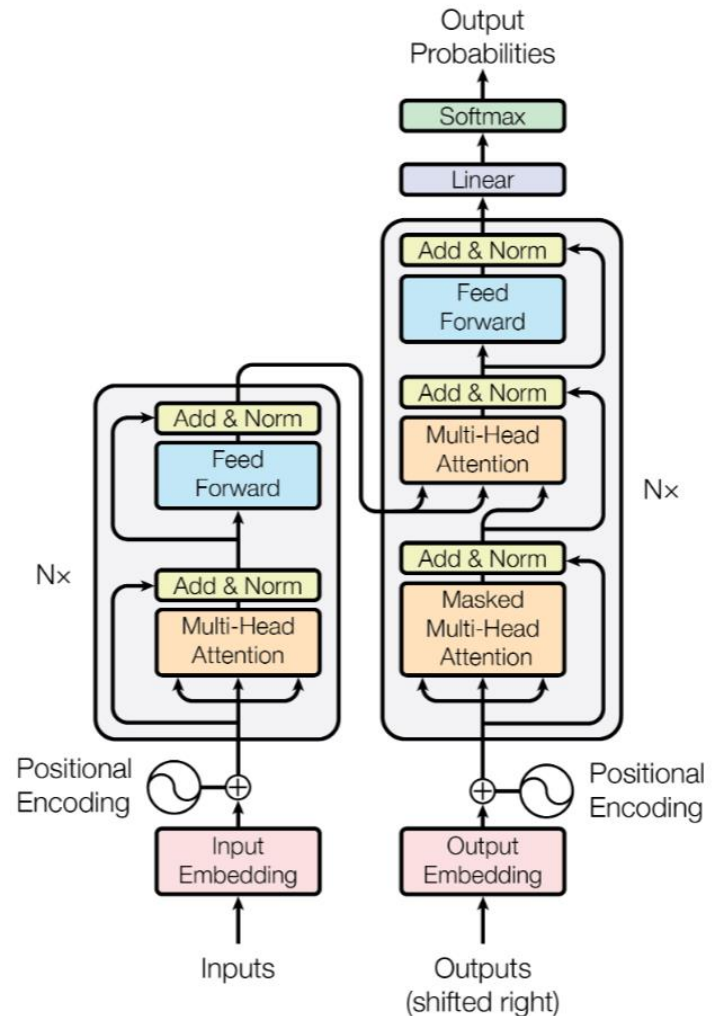 Output
Probabilities
Softmax
Linear
Add & Norm
Feed
Forward
Add & Norm
Multi-Head
Attention
Nx
Add & Norm
Masked
Multi-Head
Attention
Add & Norm
Feed
Forward
Nx
Add & Norm
Multi-Head
Attention
Positional
Encoding
Positional
Encoding
Input
Embedding
Output
Embedding
Inputs
Outputs
(shifted right)